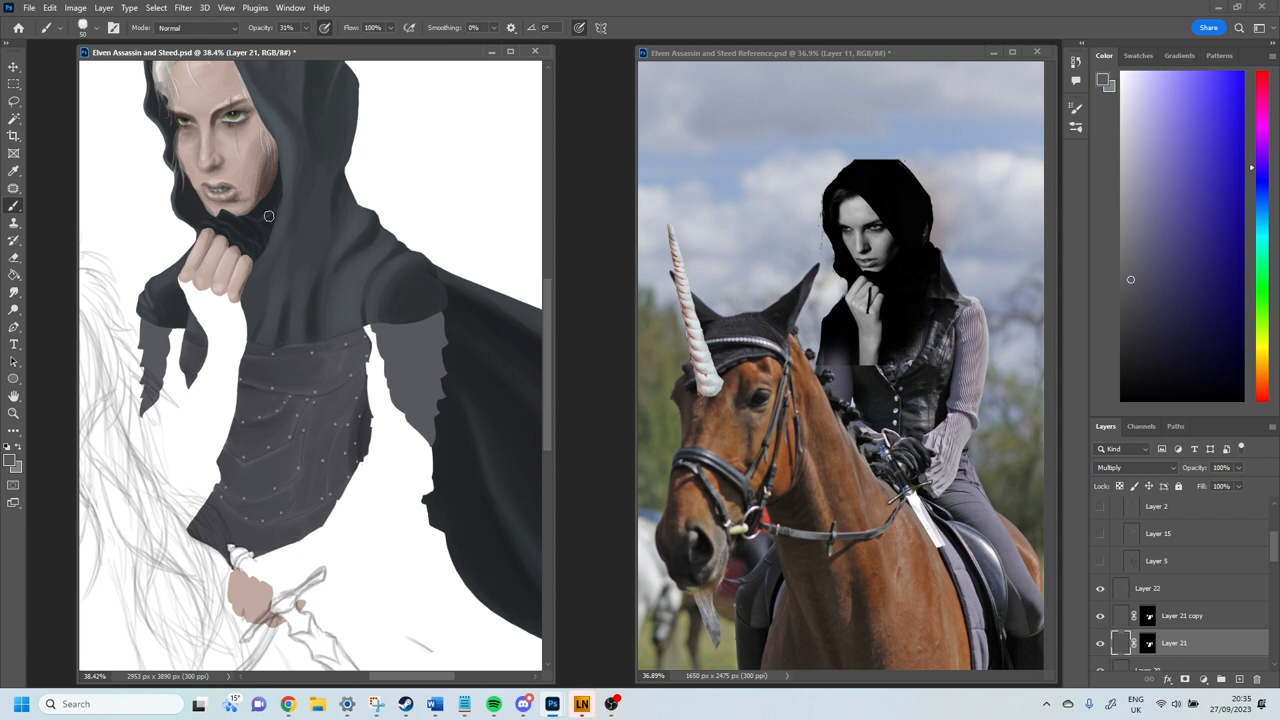 File Edit Image Layer Type Select Filter 3D View Plugins Window Help
50 Mode: Normal Opacity: 31% Flow: 100% Smoothing: 0% 0° Share
Elven Assassin and Steed.psd @ 38.4% (Layer 21, RGB/8#) *
Elven Assassin and Steed Reference.psd @ 36.9% (Layer 11, RGB/8#) *
Color Swatches Gradients Patterns
Layers Channels Paths
Kind
Multiply Opacity: 100%
Lock: Fill: 100%
Layer 2
Layer 15
Layer 5
Layer 22
Layer 21 copy
Layer 21
38.42% 2953 px x 3890 px (300 ppi)
36.89% 1650 px x 2475 px (300 ppi)
Search
15°
Ps
LN
ENG
UK
20:35
27/09/2023